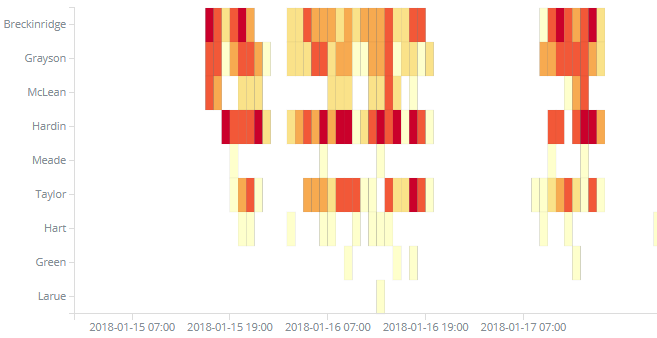 Breckinridge
Grayson
McLean
Hardin
Meade
Taylor
Hart
Green
Larue
2018-01-15 07:00 2018-01-15 19:00 2018-01-16 07:00 2018-01-16 19:00 2018-01-17 07:00